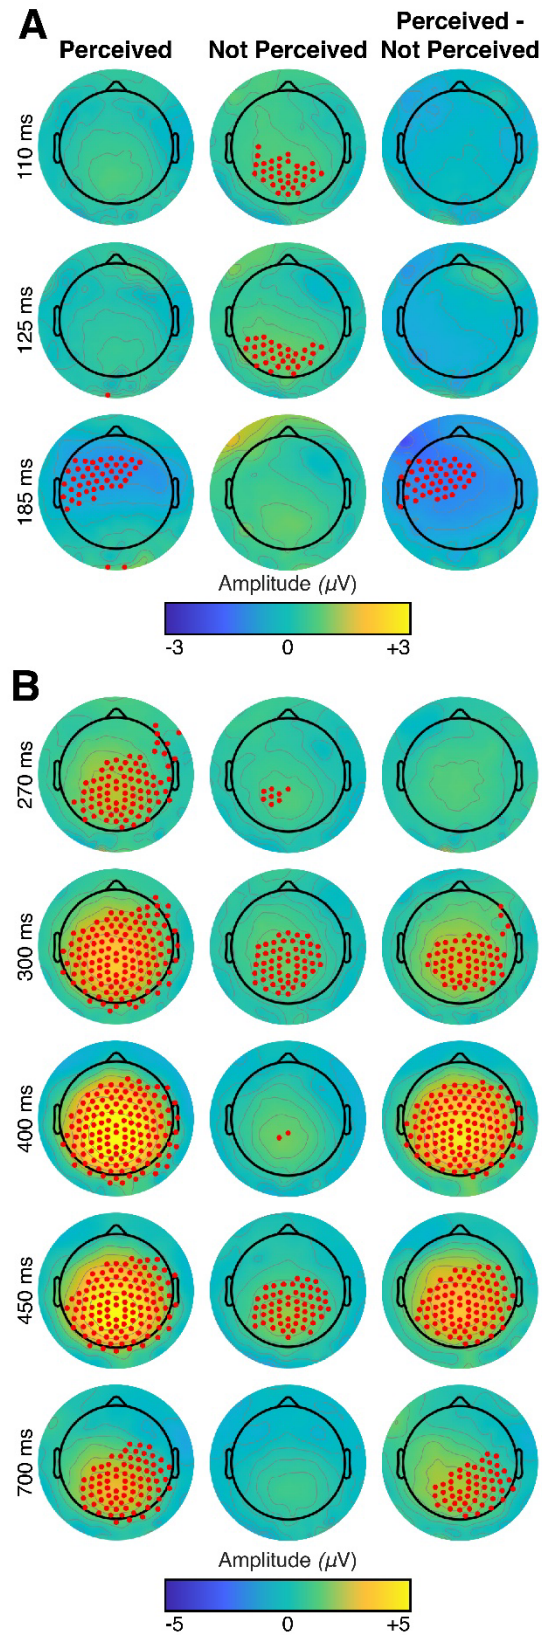 A
Perceived
Not Perceived
Perceived -
Not Perceived
110 ms
125 ms
185 ms
Amplitude (μV)
-3 0 +3
B
270 ms
300 ms
400 ms
450 ms
700 ms
Amplitude (μV)
-5 0 +5